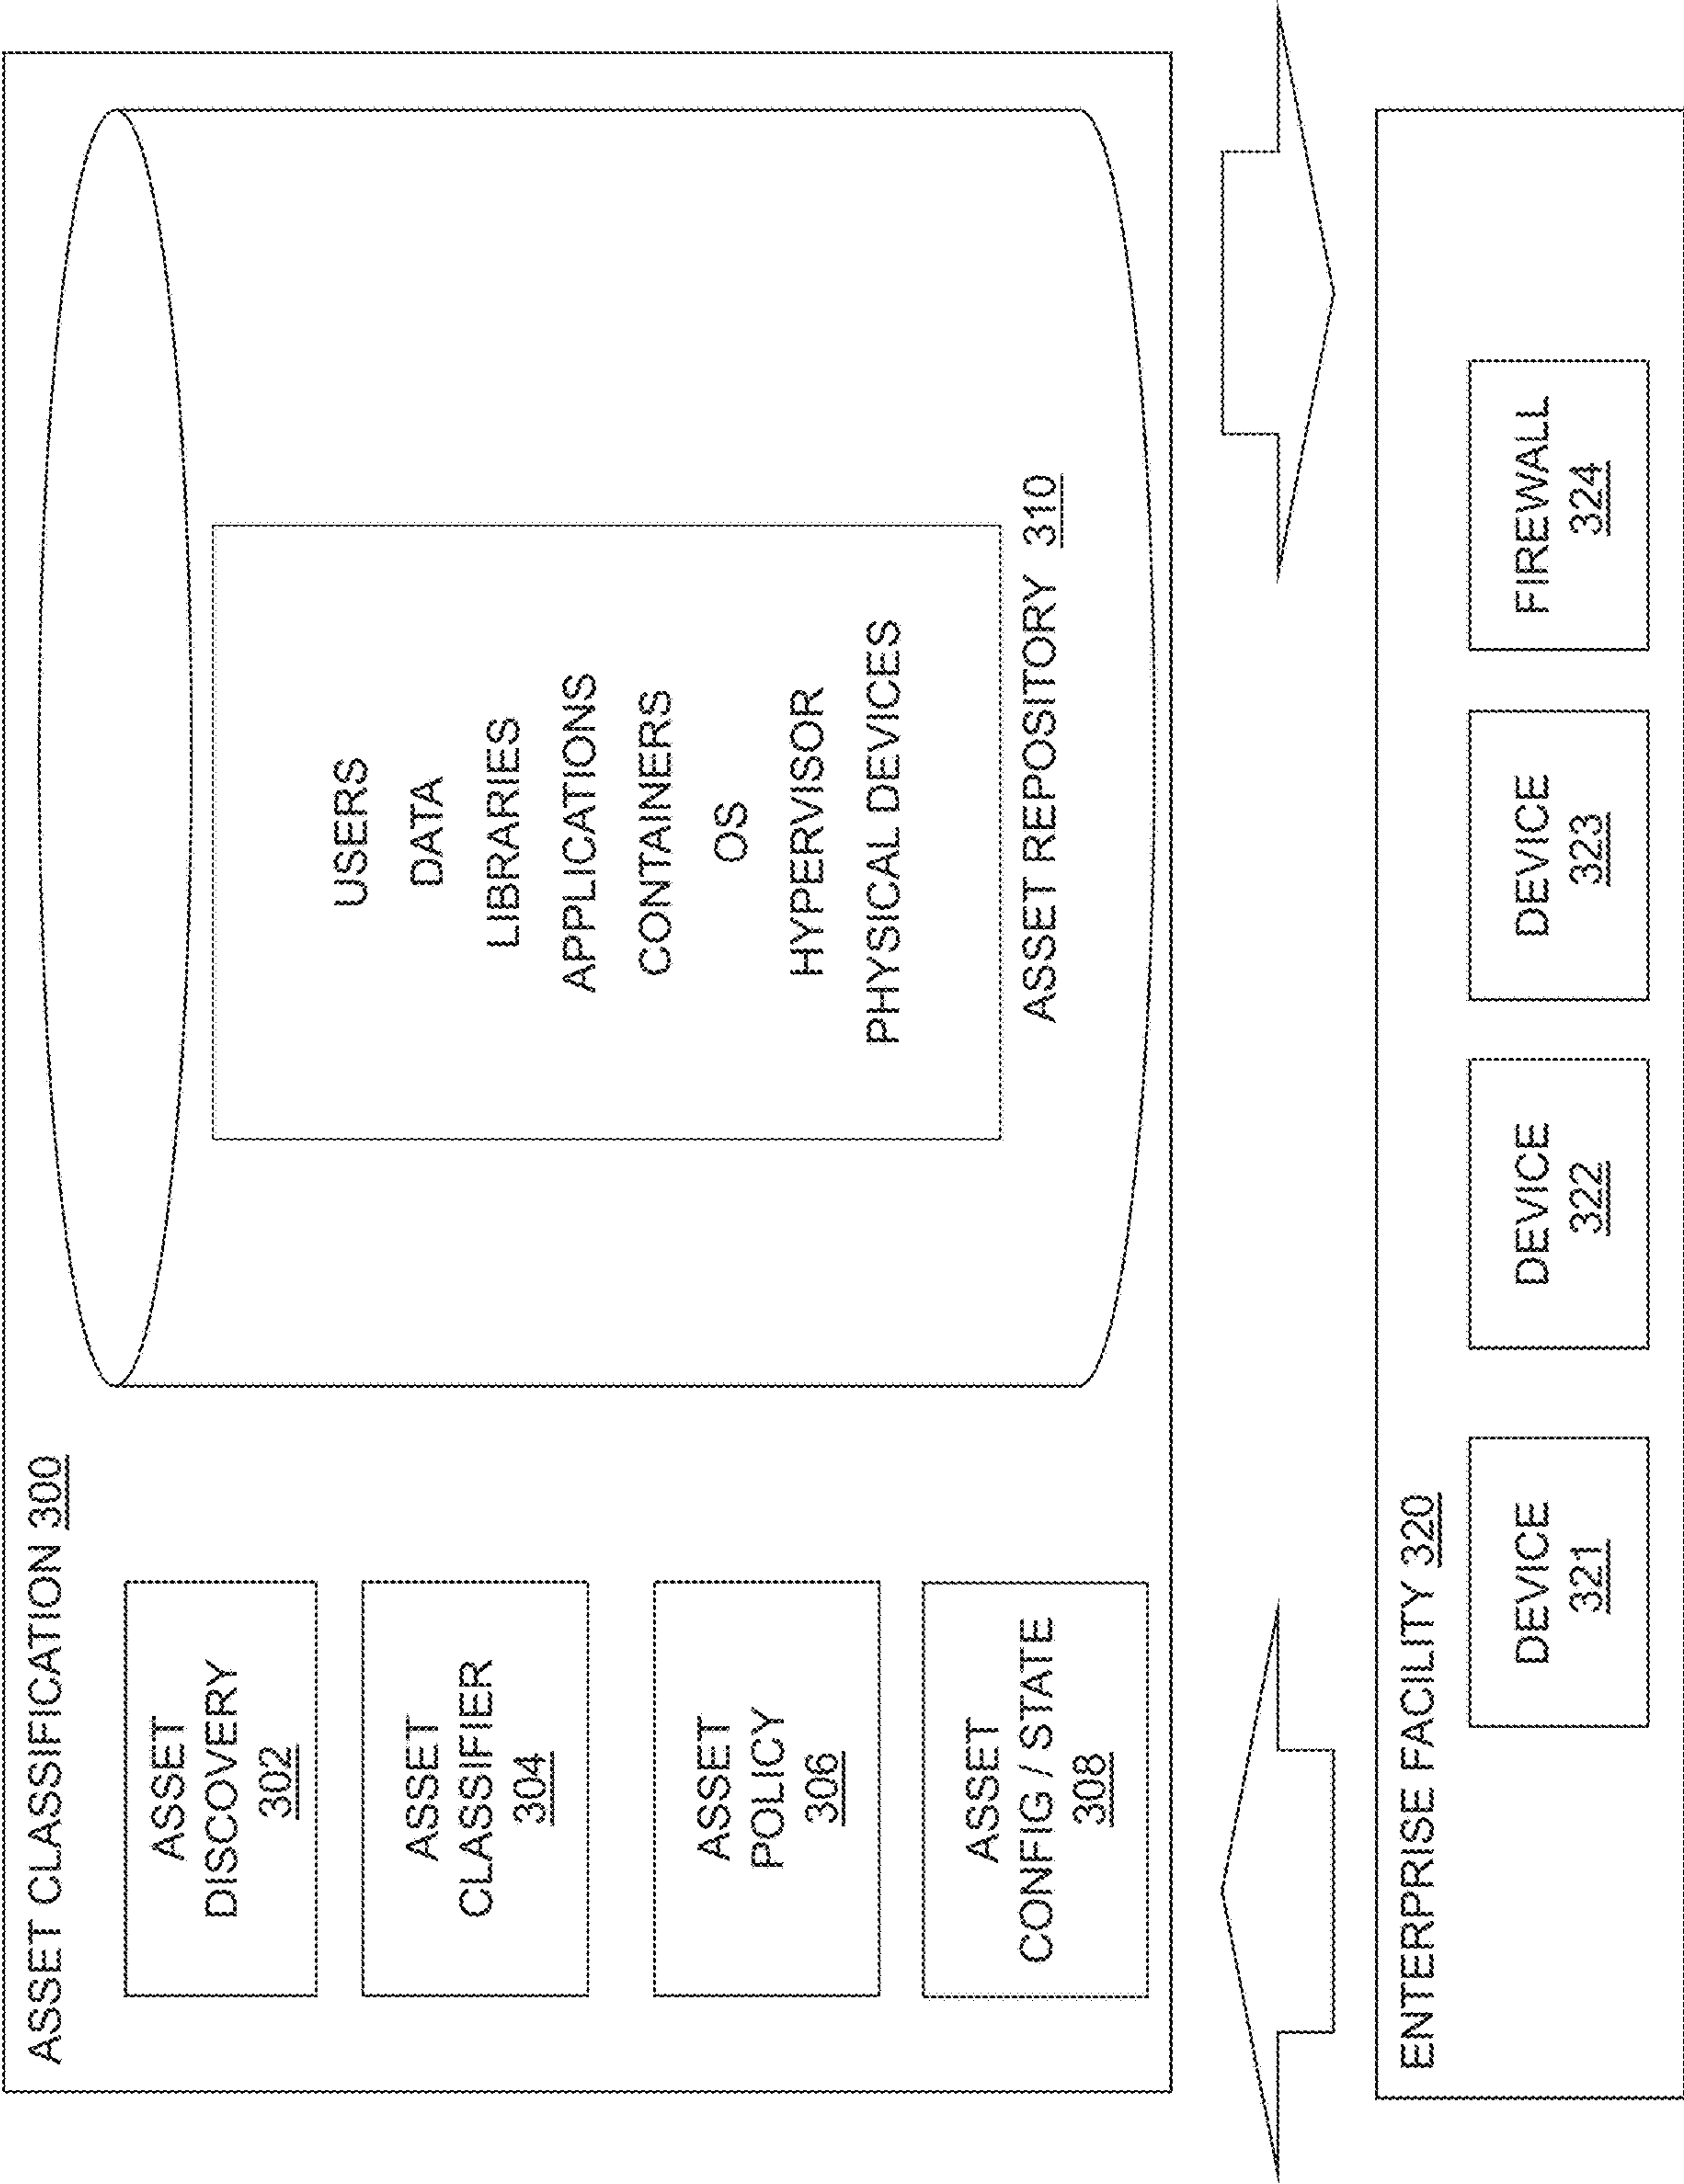 ASSET CLASSIFICATION 300
ASSET
DISCOVERY
302
ASSET
CLASSIFIER
304
ASSET
POLICY
306
ASSET
CONFIG / STATE
308
USERS
DATA
LIBRARIES
APPLICATIONS
CONTAINERS
OS
HYPERVISOR
PHYSICAL DEVICES
ASSET REPOSITORY 310
ENTERPRISE FACILITY 320
DEVICE
321
DEVICE
322
DEVICE
323
FIREWALL
324